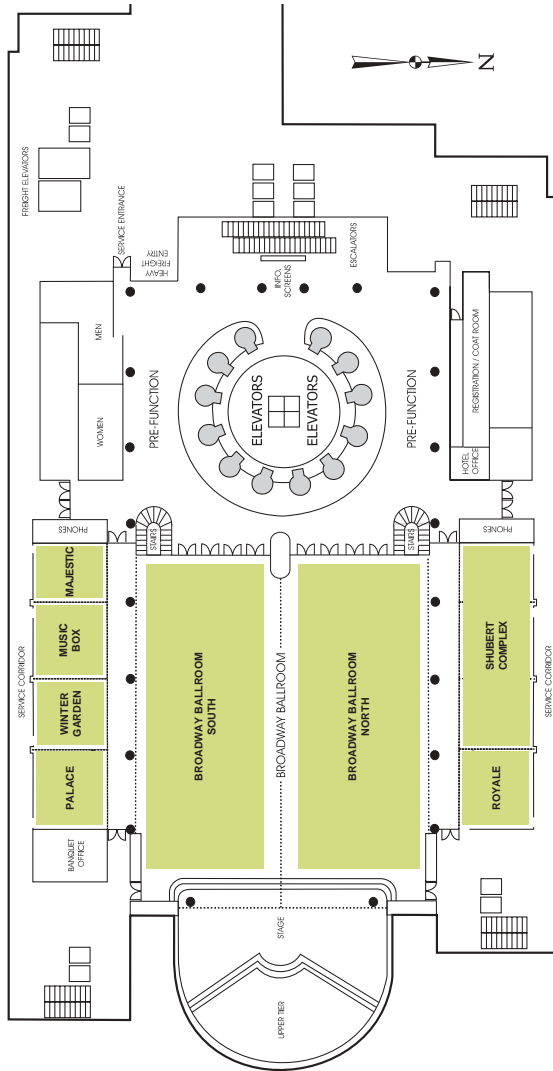 N
FREIGHT ELEVATORS
SERVICE ENTRANCE
HEAVY
FREIGHT
ENTRY
INFO.
SCREENS
ESCALATORS
MEN
WOMEN
PRE-FUNCTION
ELEVATORS
ELEVATORS
PRE-FUNCTION
REGISTRATION / COAT ROOM
HOTEL
OFFICE
PHONES
STAIRS
STAIRS
PHONES
MAJESTIC
MUSIC
BOX
WINTER
GARDEN
PALACE
SERVICE CORRIDOR
BANQUET
OFFICE
BROADWAY BALLROOM
SOUTH
BROADWAY BALLROOM
BROADWAY BALLROOM
NORTH
SHUBERT
COMPLEX
ROYALE
SERVICE CORRIDOR
STAGE
UPPER TIER